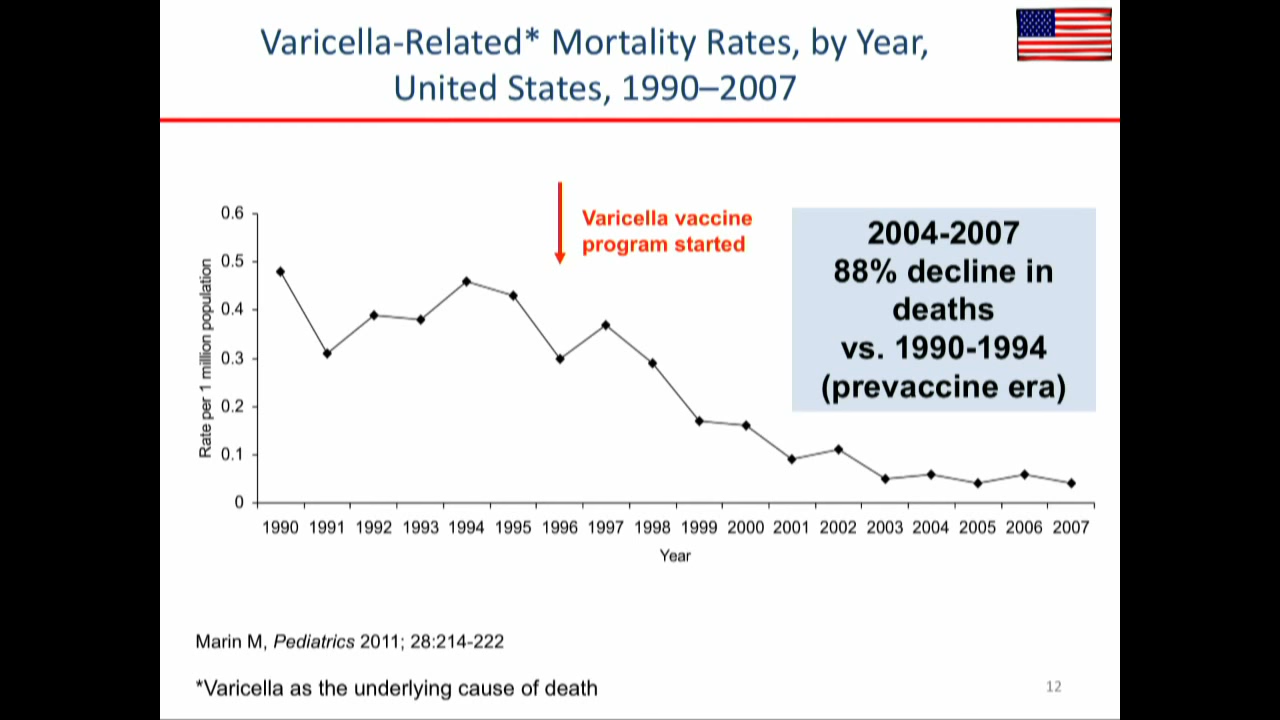 Varicella-Related* Mortality Rates, by Year,
United States, 1990–2007
Varicella vaccine
program started
2004-2007
88% decline in
deaths
vs. 1990-1994
(prevaccine era)
Rate per 1 million population
0.6
0.5
0.4
0.3
0.2
0.1
0
1990 1991 1992 1993 1994 1995 1996 1997 1998 1999 2000 2001 2002 2003 2004 2005 2006 2007
Year
Marin M, Pediatrics 2011; 28:214-222
*Varicella as the underlying cause of death
12